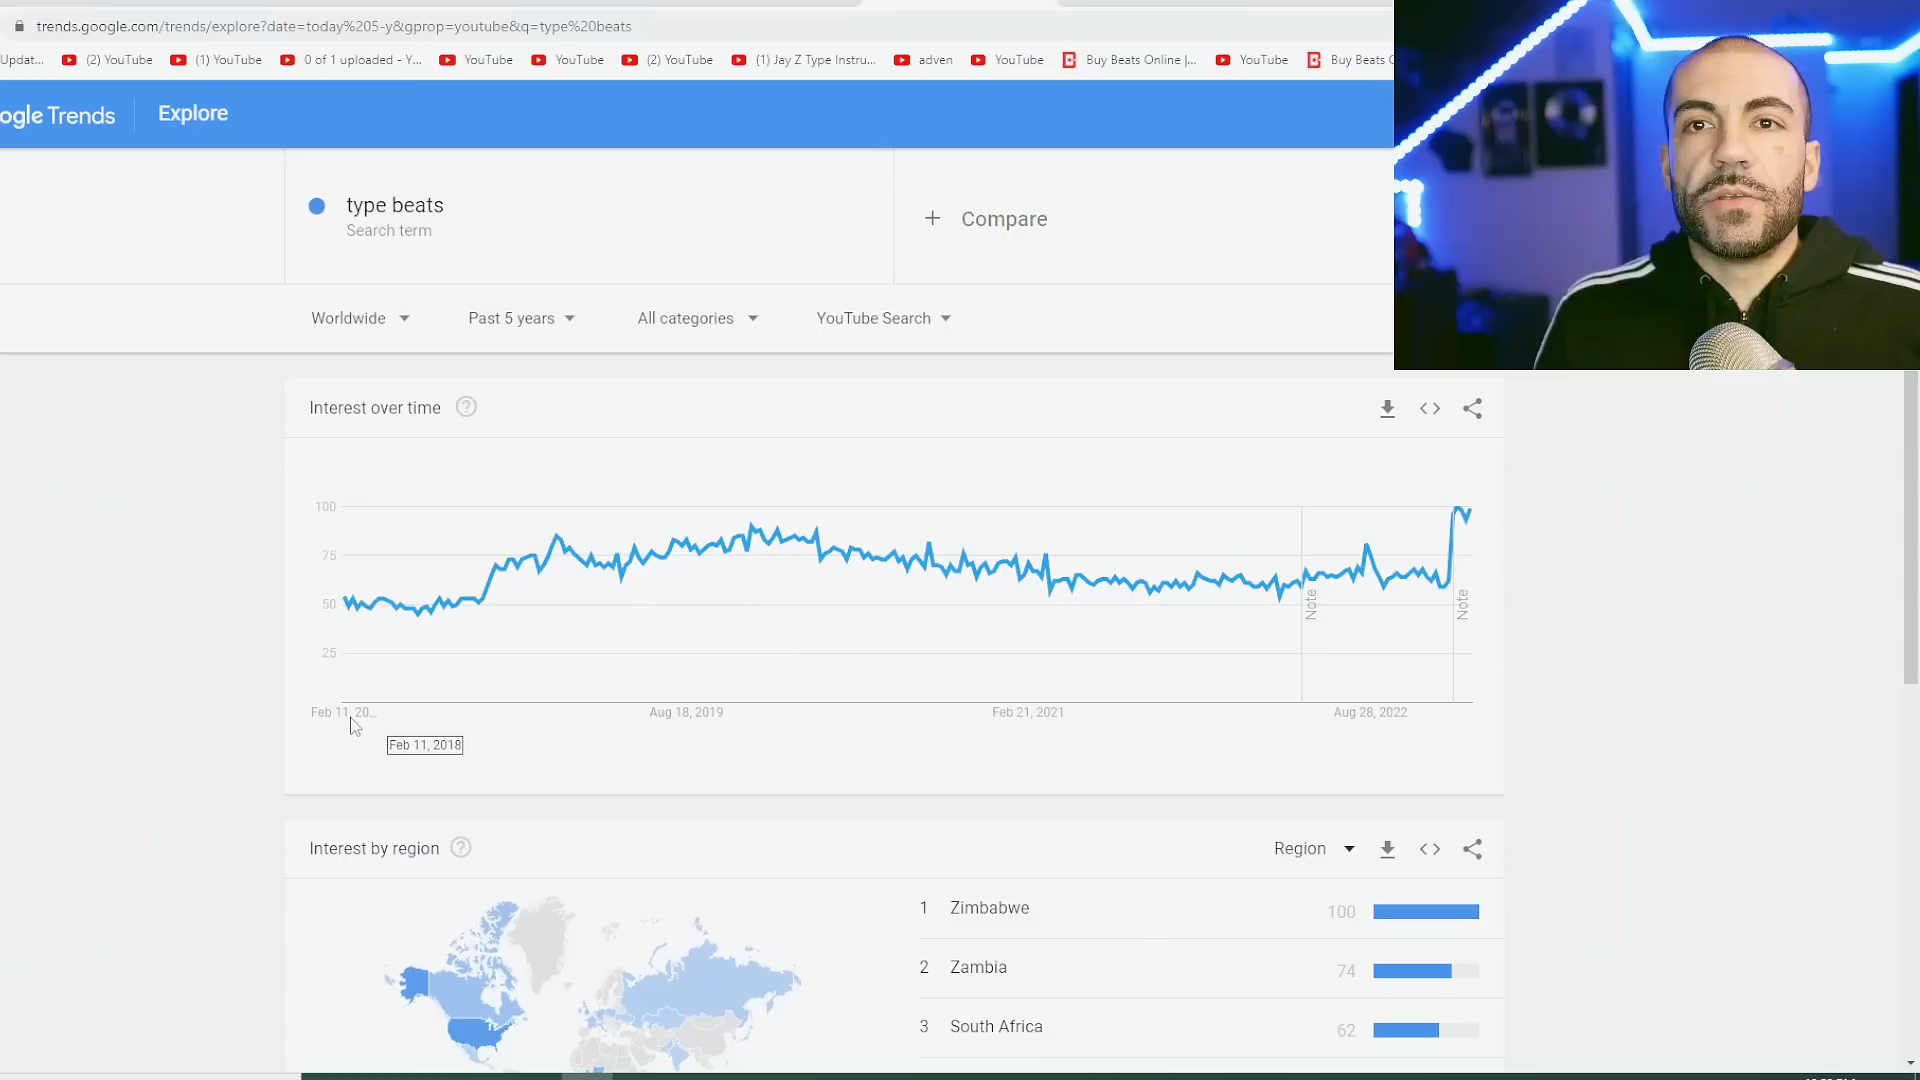 trends.google.com/trends/explore?date=today%205-y&gprop=youtube&q=type%20beats
Updat... (2) YouTube (1) YouTube 0 of 1 uploaded - Y... YouTube YouTube (2) YouTube (1) Jay Z Type Instru... adven YouTube Buy Beats Online |... YouTube Buy Beats
ogle Trends Explore
type beats
Search term
+ Compare
Worldwide Past 5 years All categories YouTube Search
Interest over time ?
100
75
50
25
Note
Note
Feb 11, 20... Aug 18, 2019 Feb 21, 2021 Aug 28, 2022
Feb 11, 2018
Interest by region ? Region
1 Zimbabwe 100
2 Zambia 74
3 South Africa 62